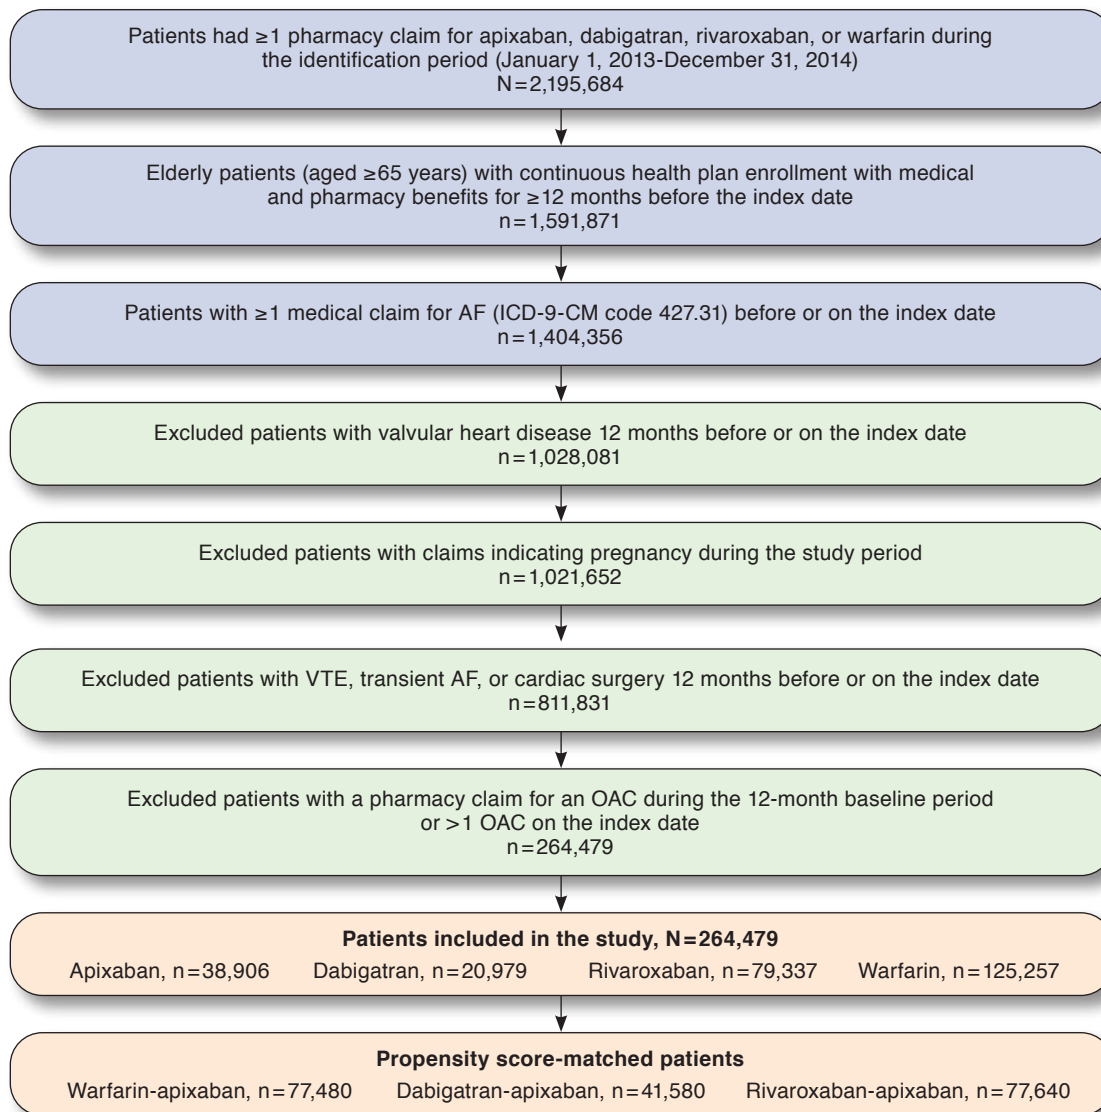 Patients had ≥1 pharmacy claim for apixaban, dabigatran, rivaroxaban, or warfarin during
the identification period (January 1, 2013-December 31, 2014)
N=2,195,684
Elderly patients (aged ≥65 years) with continuous health plan enrollment with medical
and pharmacy benefits for ≥12 months before the index date
n=1,591,871
Patients with ≥1 medical claim for AF (ICD-9-CM code 427.31) before or on the index date
n=1,404,356
Excluded patients with valvular heart disease 12 months before or on the index date
n=1,028,081
Excluded patients with claims indicating pregnancy during the study period
n=1,021,652
Excluded patients with VTE, transient AF, or cardiac surgery 12 months before or on the index date
n=811,831
Excluded patients with a pharmacy claim for an OAC during the 12-month baseline period
or >1 OAC on the index date
n=264,479
Patients included in the study, N=264,479
Apixaban, n=38,906 Dabigatran, n=20,979 Rivaroxaban, n=79,337 Warfarin, n=125,257
Propensity score-matched patients
Warfarin-apixaban, n=77,480 Dabigatran-apixaban, n=41,580 Rivaroxaban-apixaban, n=77,640